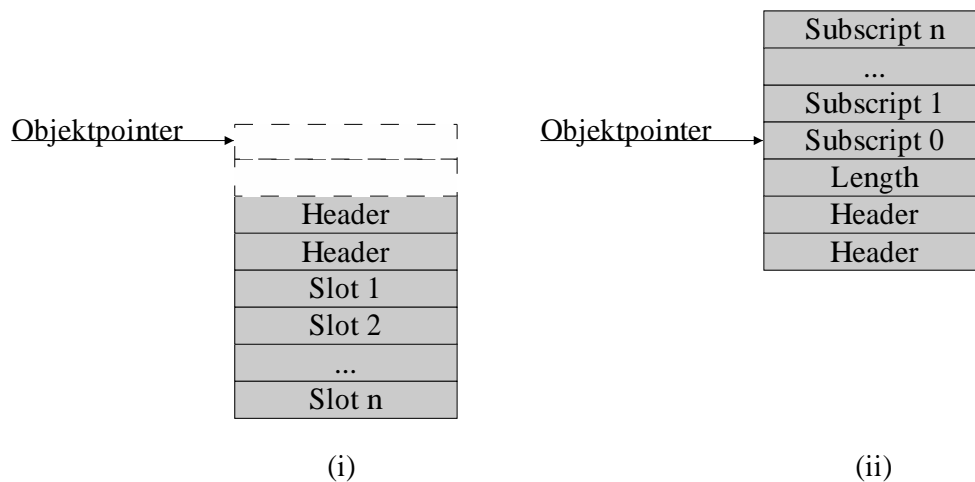 Objektpointer
Header
Header
Slot 1
Slot 2
...
Slot n
(i)
Objektpointer
Subscript n
...
Subscript 1
Subscript 0
Length
Header
Header
(ii)